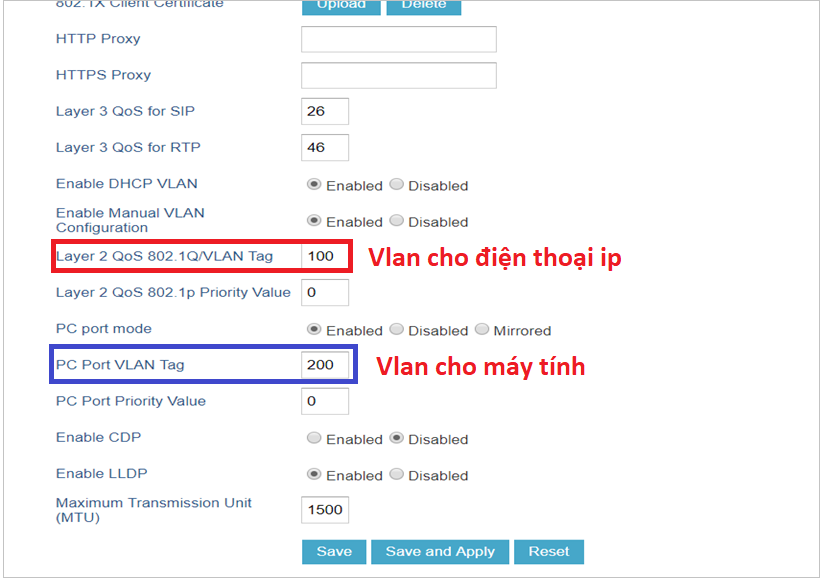 802.1X Client Certificate Upload Delete
HTTP Proxy
HTTPS Proxy
Layer 3 QoS for SIP 26
Layer 3 QoS for RTP 46
Enable DHCP VLAN Enabled Disabled
Enable Manual VLAN
Configuration Enabled Disabled
Layer 2 QoS 802.1Q/VLAN Tag 100 Vlan cho điện thoại ip
Layer 2 QoS 802.1p Priority Value 0
PC port mode Enabled Disabled Mirrored
PC Port VLAN Tag 200 Vlan cho máy tính
PC Port Priority Value 0
Enable CDP Enabled Disabled
Enable LLDP Enabled Disabled
Maximum Transmission Unit
(MTU) 1500
Save Save and Apply Reset